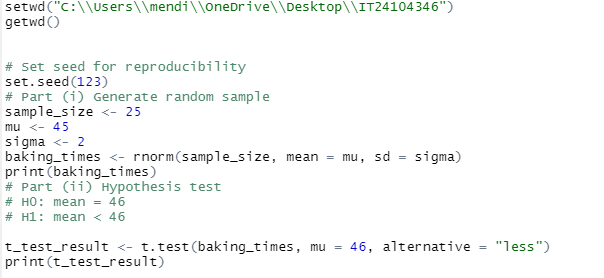 setwd("C:\\Users\\mendi\\OneDrive\\Desktop\\IT24104346")
getwd()
# Set seed for reproducibility
set.seed(123)
# Part (i) Generate random sample
sample_size <- 25
mu <- 45
sigma <- 2
baking_times <- rnorm(sample_size, mean = mu, sd = sigma)
print(baking_times)
# Part (ii) Hypothesis test
# H0: mean = 46
# H1: mean < 46
t_test_result <- t.test(baking_times, mu = 46, alternative = "less")
print(t_test_result)